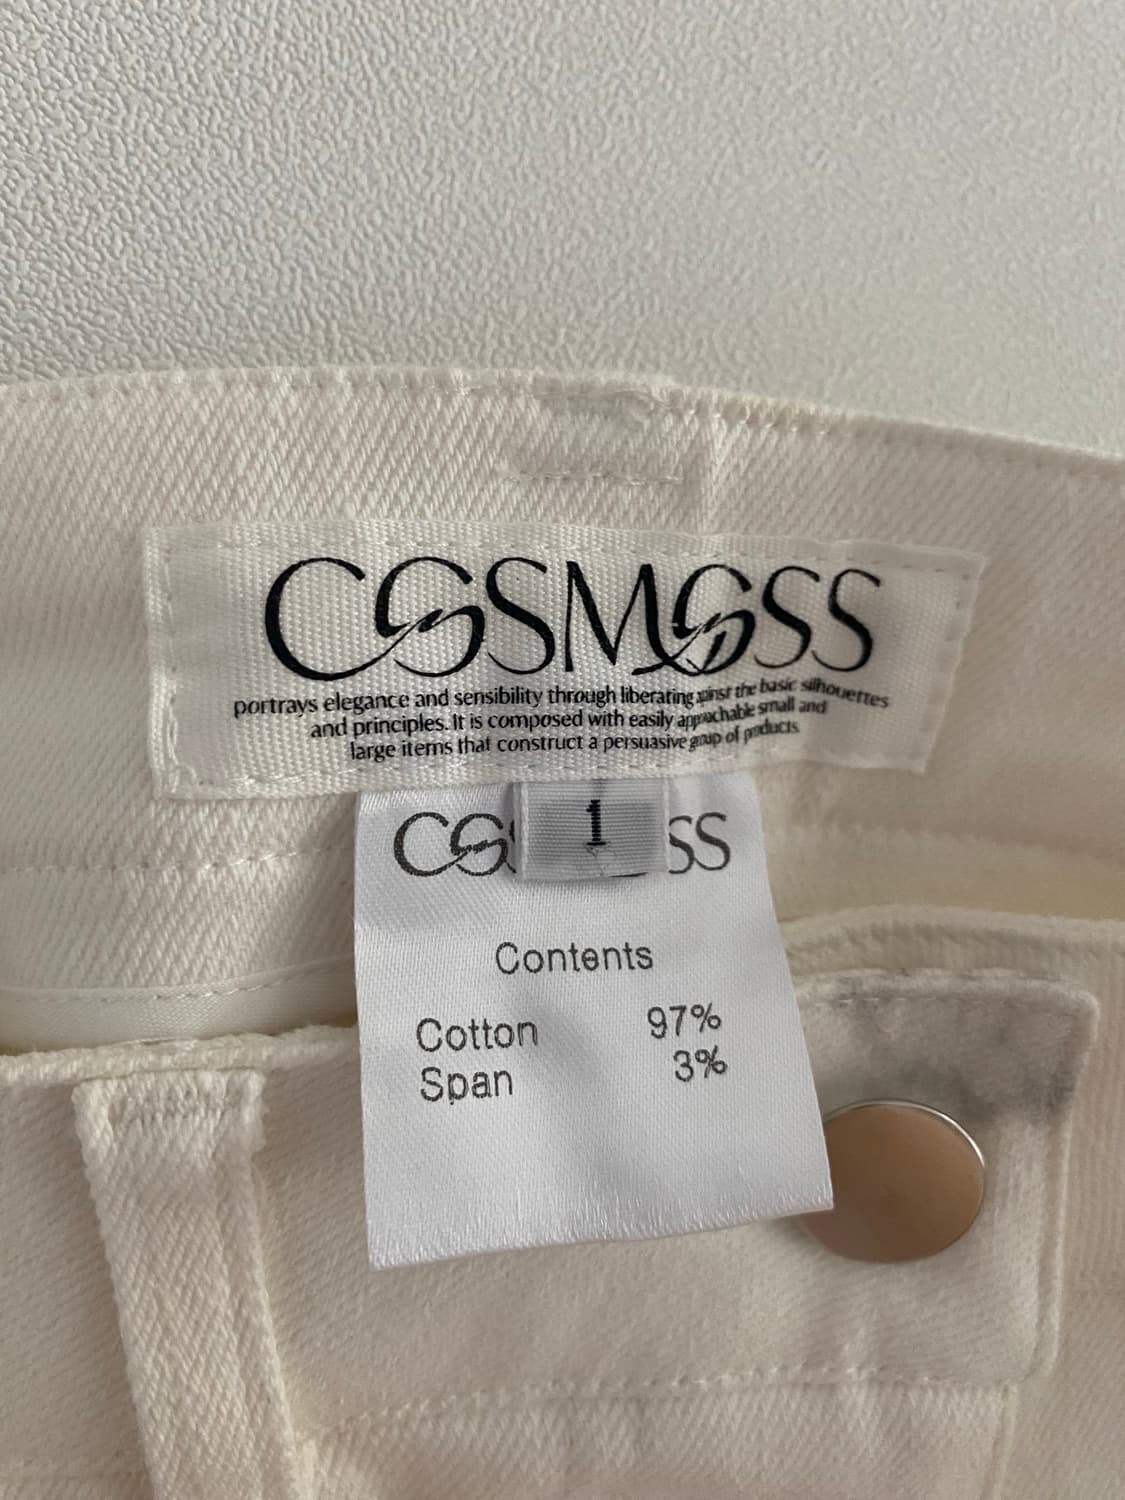 COSMOSS
portrays elegance and sensibility through liberating against the basic silhouettes
and principles. It is composed with easily approachable small and
large items that construct a persuasive group of products.
1
Contents
Cotton 97%
Span 3%